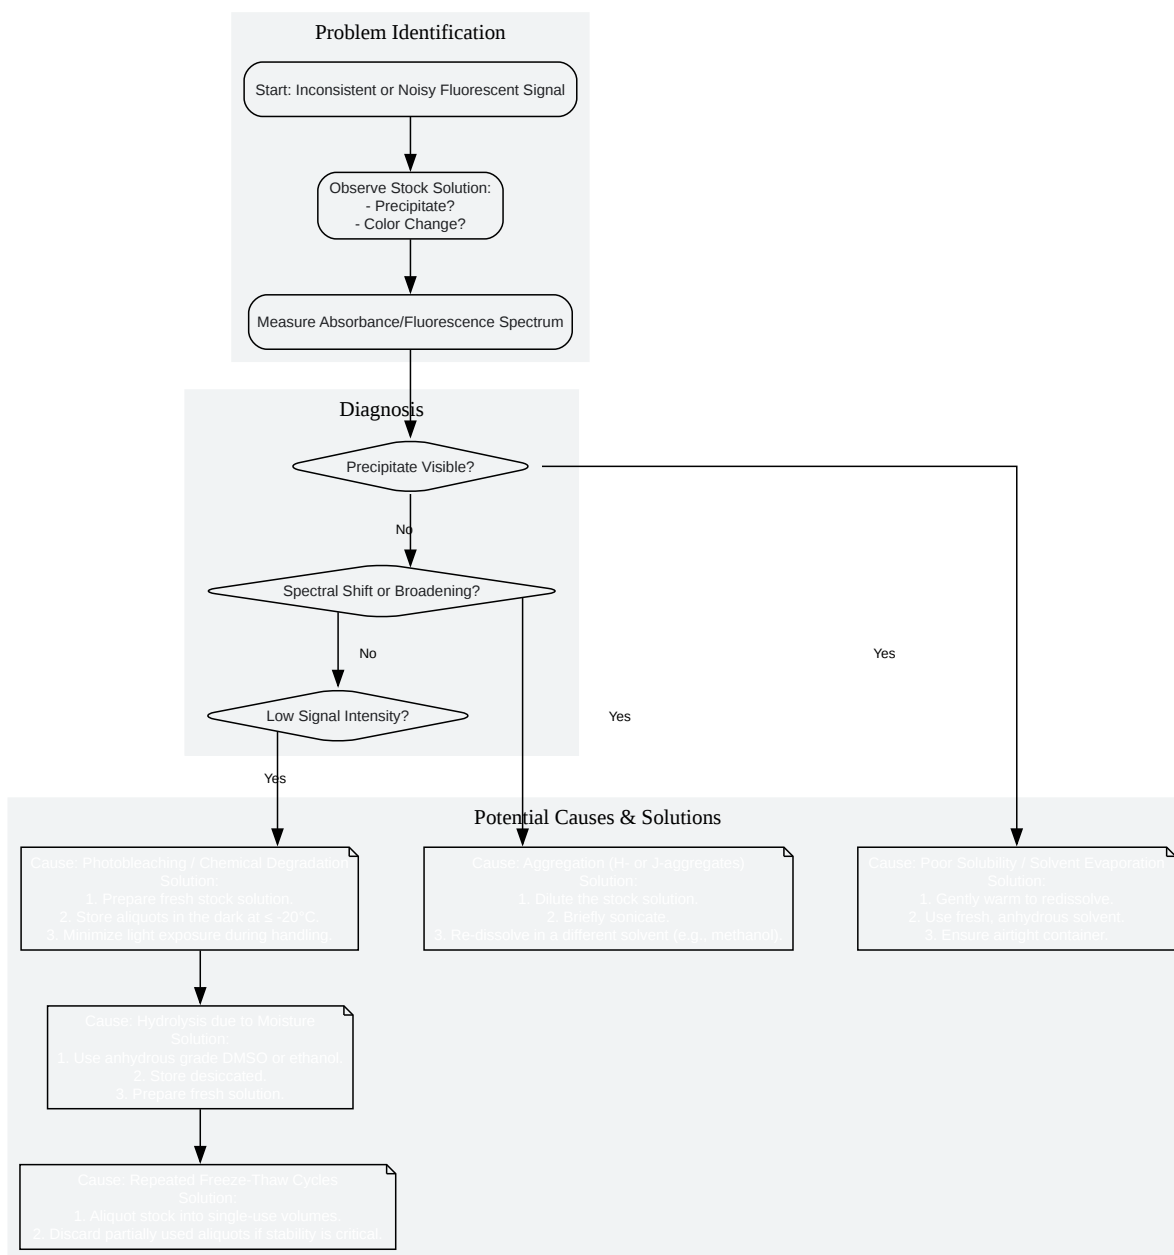 Problem Identification
Start: Inconsistent or Noisy Fluorescent Signal
Observe Stock Solution:
- Precipitate?
- Color Change?
Measure Absorbance/Fluorescence Spectrum
Diagnosis
Precipitate Visible?
No
Spectral Shift or Broadening?
No
Yes
Low Signal Intensity?
Yes
Yes
Potential Causes & Solutions
Cause: Photobleaching / Chemical Degradation
Solution:
1. Prepare fresh stock solution.
2. Store aliquots in the dark at ≤ -20°C.
3. Minimize light exposure during handling.
Cause: Aggregation (H- or J-aggregates)
Solution:
1. Dilute the stock solution.
2. Briefly sonicate.
3. Re-dissolve in a different solvent (e.g., methanol).
Cause: Poor Solubility / Solvent Evaporation
Solution:
1. Gently warm to redissolve.
2. Use fresh, anhydrous solvent.
3. Ensure airtight container.
Cause: Hydrolysis due to Moisture
Solution:
1. Use anhydrous grade DMSO or ethanol.
2. Store desiccated.
3. Prepare fresh solution.
Cause: Repeated Freeze-Thaw Cycles
Solution:
1. Aliquot stock into single-use volumes.
2. Discard partially used aliquots if stability is critical.